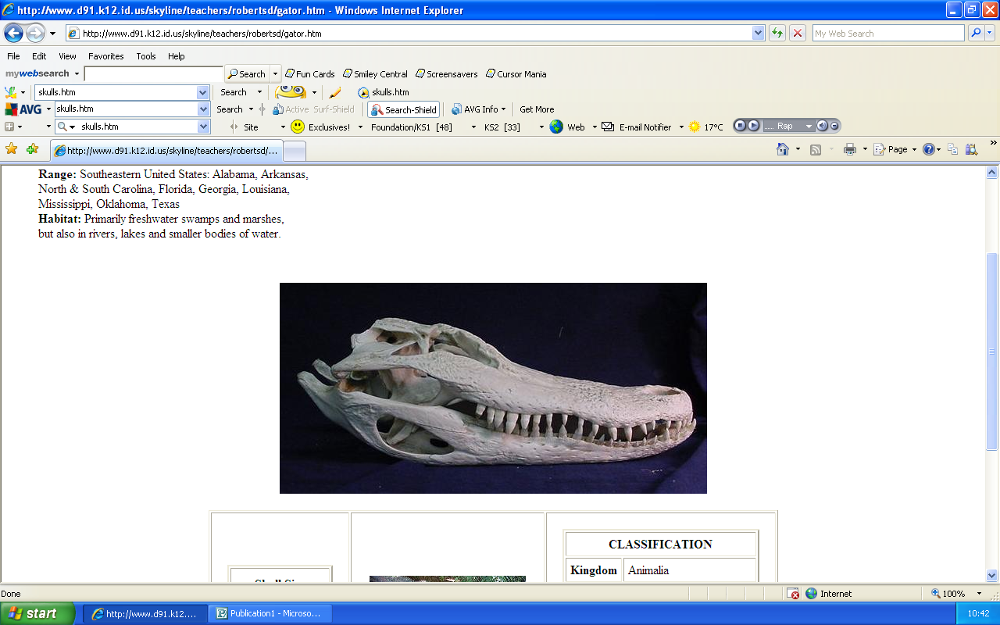 http://www.d91.k12.id.us/skyline/teachers/robertsd/gator.htm - Windows Internet Explorer
http://www.d91.k12.id.us/skyline/teachers/robertsd/gator.htm My Web Search
File Edit View Favorites Tools Help
mywebsearch Search Fun Cards Smiley Central Screensavers Cursor Mania
skulls.htm Search skulls.htm
AVG skulls.htm Search Active Surf-Shield Search-Shield AVG Info Get More
skulls.htm Site Exclusives! Foundation/KS1 [48] KS2 [33] Web E-mail Notifier 17°C ..... Rap
http://www.d91.k12.id.us/skyline/teachers/robertsd/... Page
Range: Southeastern United States: Alabama, Arkansas,
North & South Carolina, Florida, Georgia, Louisiana,
Mississippi, Oklahoma, Texas
Habitat: Primarily freshwater swamps and marshes,
but also in rivers, lakes and smaller bodies of water.
CLASSIFICATION
Kingdom Animalia
Done Internet 100%
start http://www.d91.k12.... Publication1 - Microso... 10:42